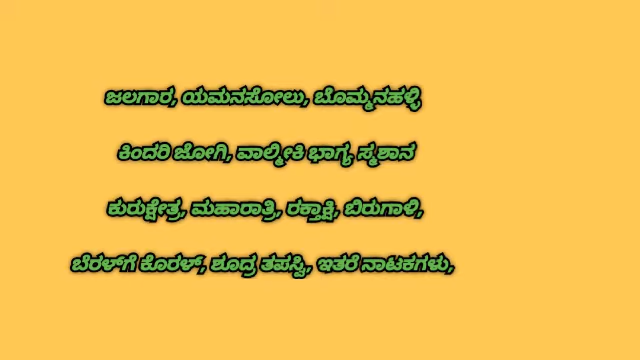 ಜಲಗಾರ, ಯಮನಸೋಲು, ಬೊಮ್ಮನಹಳ್ಳಿ
ಕಿಂದರಿ ಜೋಗಿ, ವಾಲ್ಮೀಕಿ ಭಾಗ್ಯ, ಸ್ಮಶಾನ
ಕುರುಕ್ಷೇತ್ರ, ಮಹಾರಾತ್ರಿ, ರಕ್ತಾಕ್ಷಿ, ಬಿರುಗಾಳಿ,
ಬೆರಳ್‌ಗೆ ಕೊರಳ್, ಶೂದ್ರ ತಪಸ್ವಿ, ಇತರೆ ನಾಟಕಗಳು,